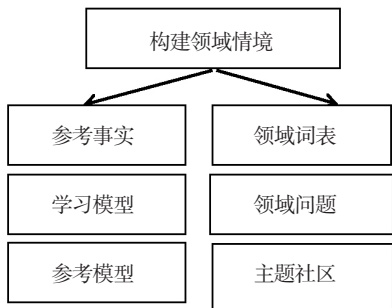 构建领域情境
参考事实
领域词表
学习模型
领域问题
参考模型
主题社区